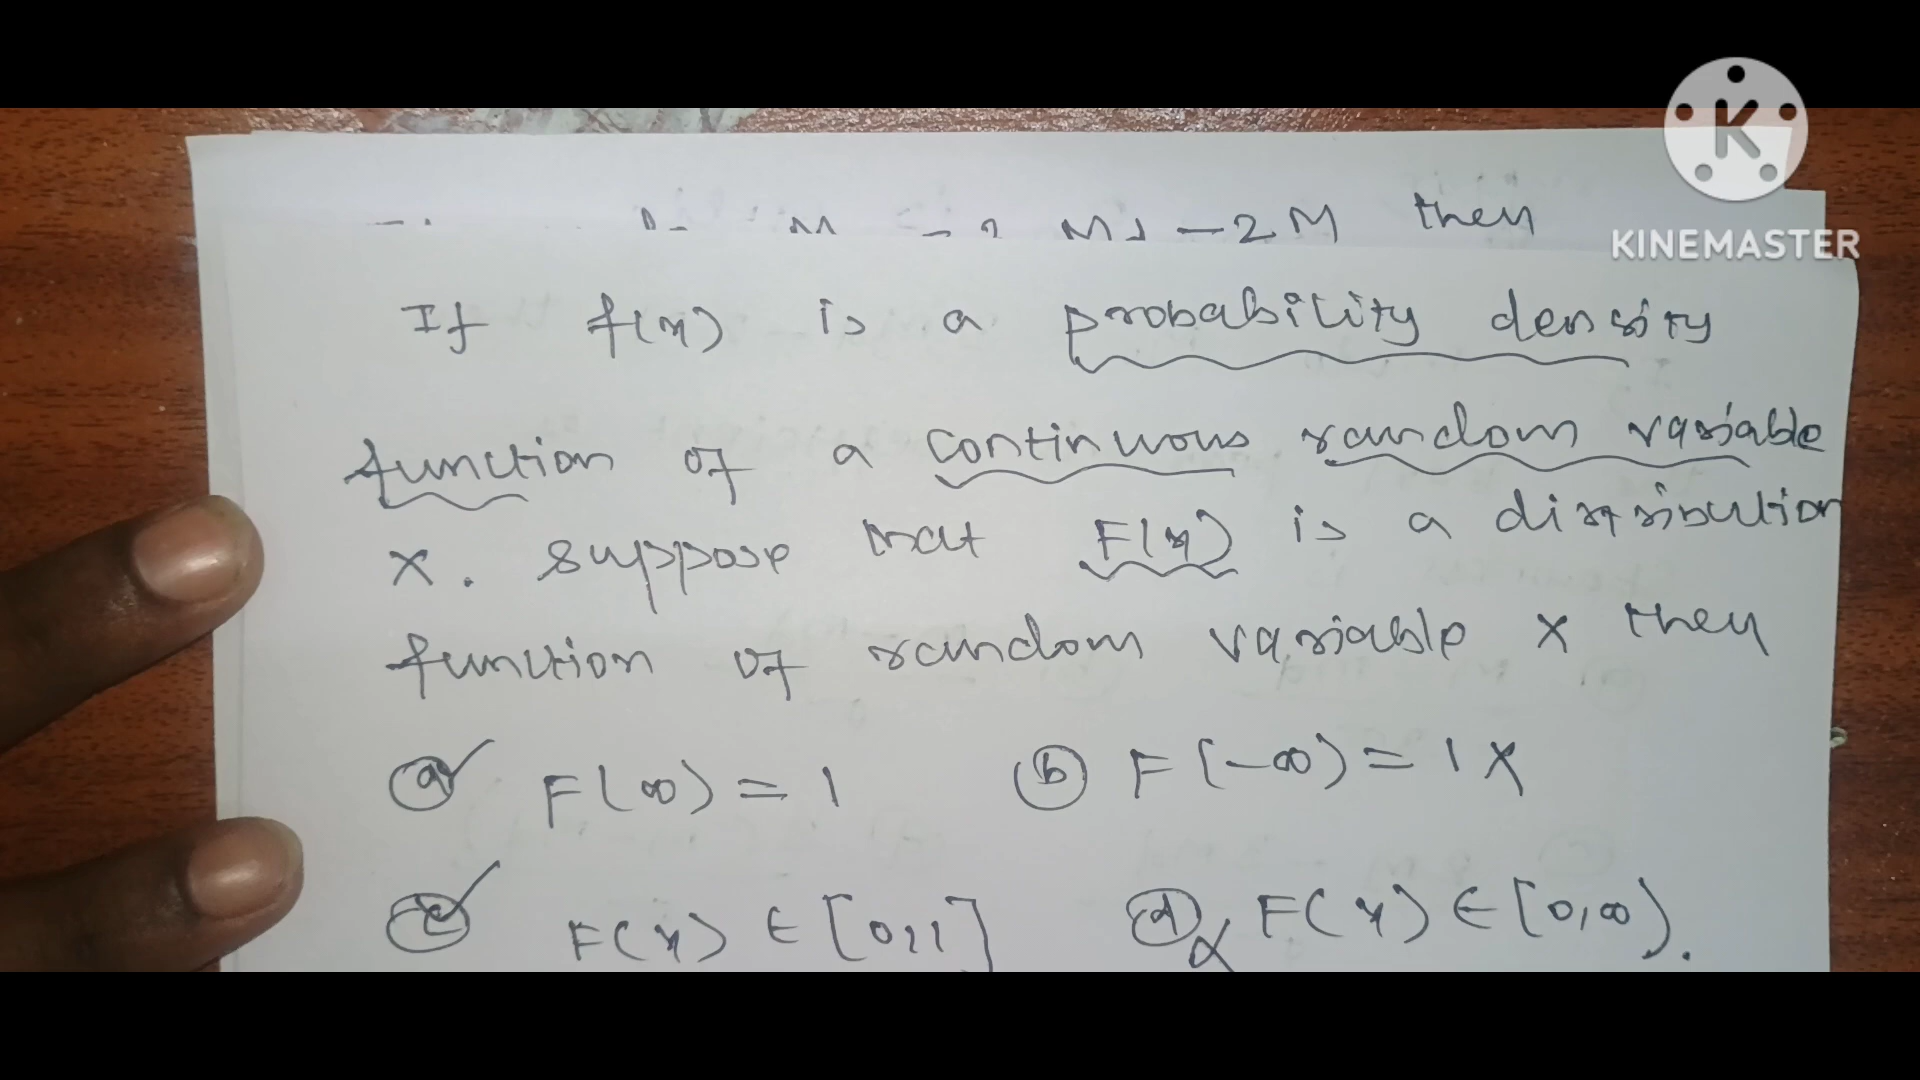 K
KINEMASTER
-2M then
If f(x) is a probability density
function of a continuous random variable
x. suppose that F(x) is a distribution
function of random variable x then
(a) ✓ F(∞) = 1 (b) F(-∞) = 1 X
(c) ✓ F(x) ∈ [0,1] (d) X F(x) ∈ [0,∞).